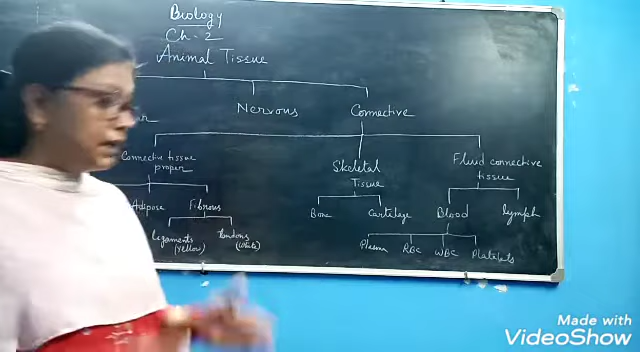 Biology
Ch. 2
Animal Tissue
Nervous
Connective
Connective tissue
proper
Skeletal
Tissue
Fluid connective
tissue
Adipose
Fibrous
Bone
Cartilage
Blood
lymph
Ligaments
(Yellow)
Tendons
(White)
Plasma
RBC
WBC
Platelets
Made with
VideoShow